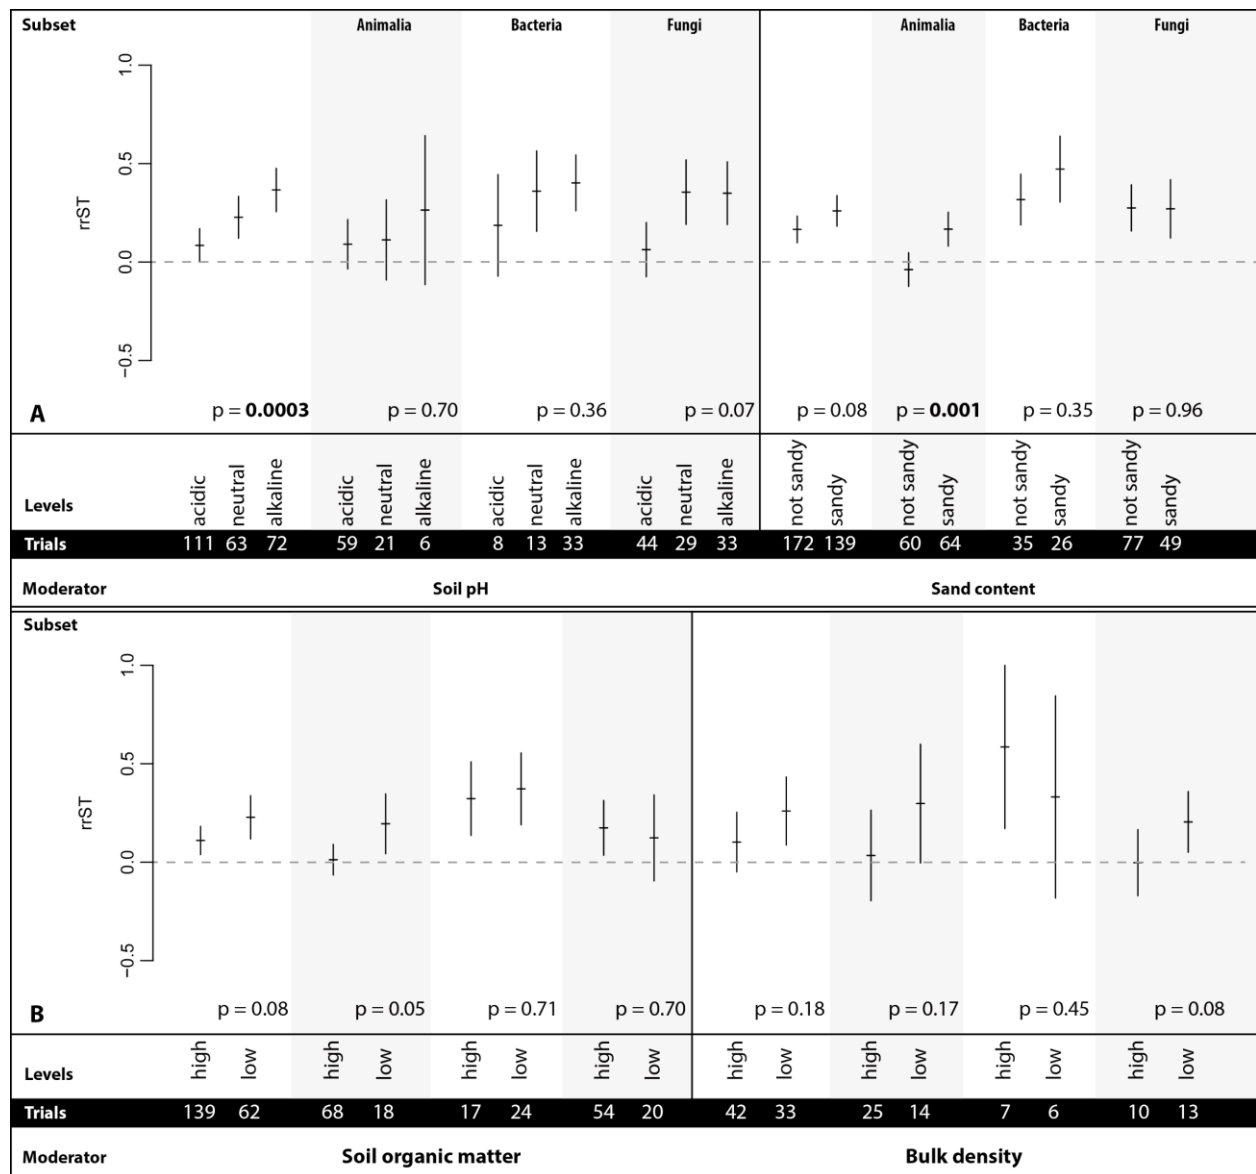 Subset Animalia Bacteria Fungi Animalia Bacteria Fungi
1.0
0.5
0.0
−0.5
rrST
A p = 0.0003 p = 0.70 p = 0.36 p = 0.07 p = 0.08 p = 0.001 p = 0.35 p = 0.96
Levels acidic neutral alkaline acidic neutral alkaline acidic neutral alkaline acidic neutral alkaline not sandy sandy not sandy sandy not sandy sandy not sandy sandy
Trials 111 63 72 59 21 6 8 13 33 44 29 33 172 139 60 64 35 26 77 49
Moderator Soil pH Sand content
Subset
1.0
0.5
0.0
−0.5
rrST
B p = 0.08 p = 0.05 p = 0.71 p = 0.70 p = 0.18 p = 0.17 p = 0.45 p = 0.08
Levels high low high low high low high low high low high low high low high low
Trials 139 62 68 18 17 24 54 20 42 33 25 14 7 6 10 13
Moderator Soil organic matter Bulk density